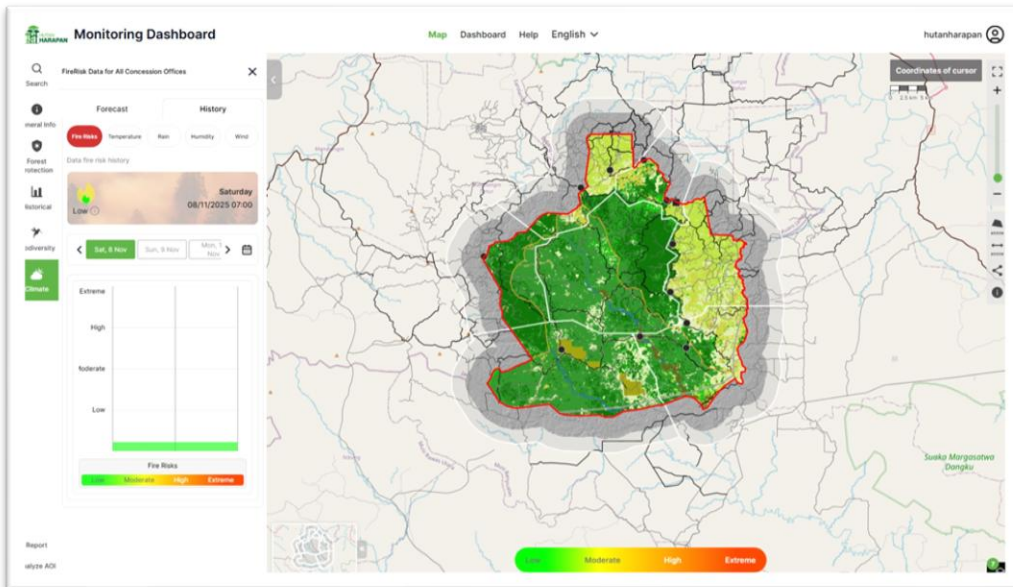 HUTAN HARAPAN
Monitoring Dashboard
Map Dashboard Help English
hutanharapan
Search
neral Info
Forest
rotection
istorical
odiversity
Climate
Report
alyze AOI
FireRisk Data for All Concession Offices
Forecast History
Fire Risks Temperature Rain Humidity Wind
Data fire risk history
Saturday
Low 08/11/2025 07:00
Sat, 8 Nov Sun, 9 Nov Mon, 1
Nov
Extreme
High
Moderate
Low
Fire Risks
Low Moderate High Extreme
Coordinates of cursor
Suaka Margasatwa
Dangku
Low Moderate High Extreme